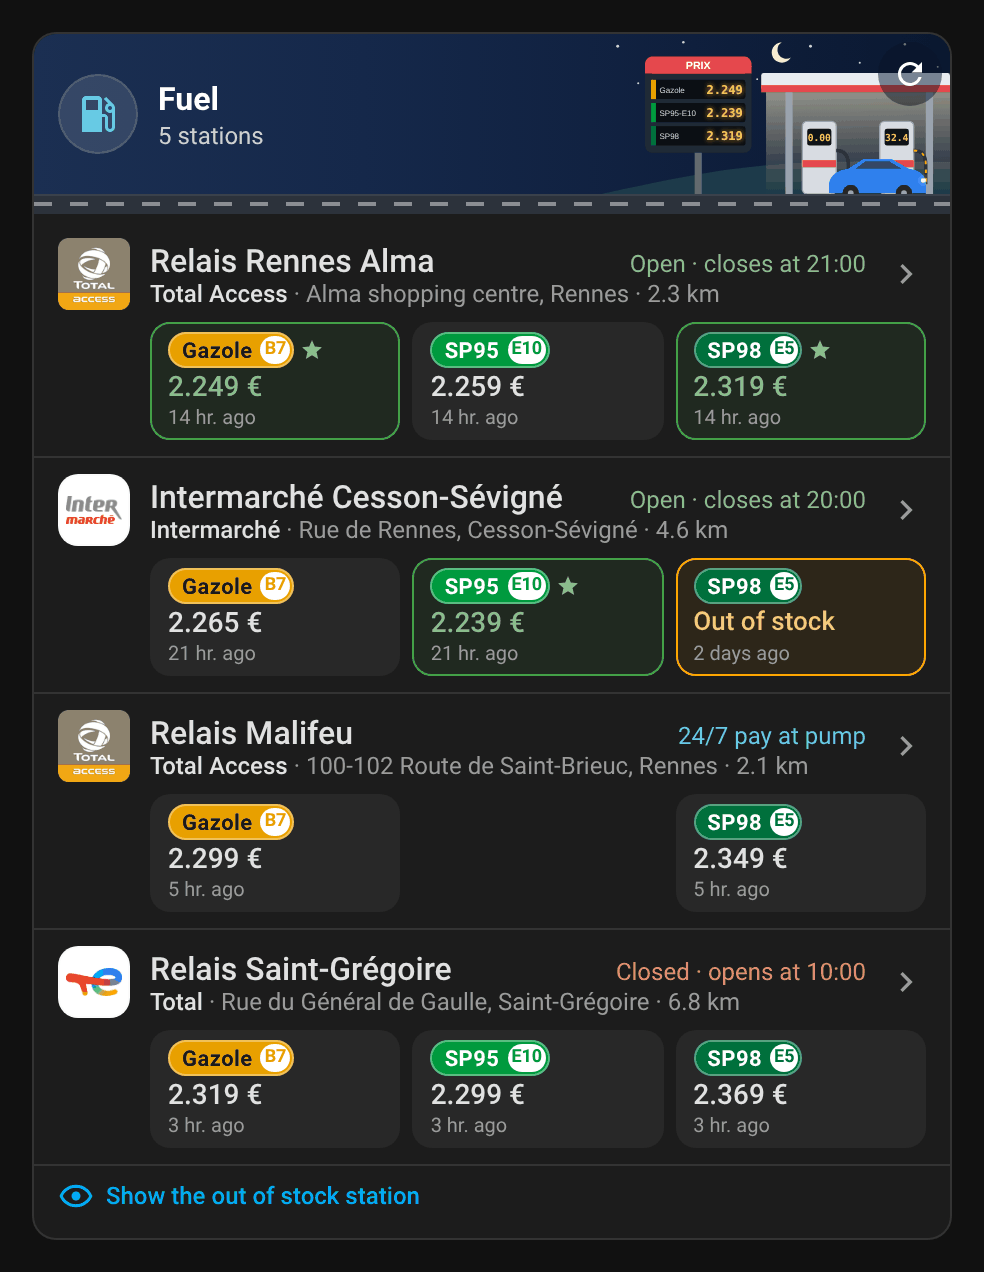 Fuel
5 stations
PRIX
Gazole 2.249
SP95-E10 2.239
SP98 2.319
0.00
32.4
TOTAL
access
Relais Rennes Alma
Open · closes at 21:00
Total Access · Alma shopping centre, Rennes · 2.3 km
Gazole B7
2.249 €
14 hr. ago
SP95 E10
2.259 €
14 hr. ago
SP98 E5
2.319 €
14 hr. ago
Inter
marché
Intermarché Cesson-Sévigné
Open · closes at 20:00
Intermarché · Rue de Rennes, Cesson-Sévigné · 4.6 km
Gazole B7
2.265 €
21 hr. ago
SP95 E10
2.239 €
21 hr. ago
SP98 E5
Out of stock
2 days ago
TOTAL
access
Relais Malifeu
24/7 pay at pump
Total Access · 100-102 Route de Saint-Brieuc, Rennes · 2.1 km
Gazole B7
2.299 €
5 hr. ago
SP98 E5
2.349 €
5 hr. ago
Relais Saint-Grégoire
Closed · opens at 10:00
Total · Rue du Général de Gaulle, Saint-Grégoire · 6.8 km
Gazole B7
2.319 €
3 hr. ago
SP95 E10
2.299 €
3 hr. ago
SP98 E5
2.369 €
3 hr. ago
Show the out of stock station